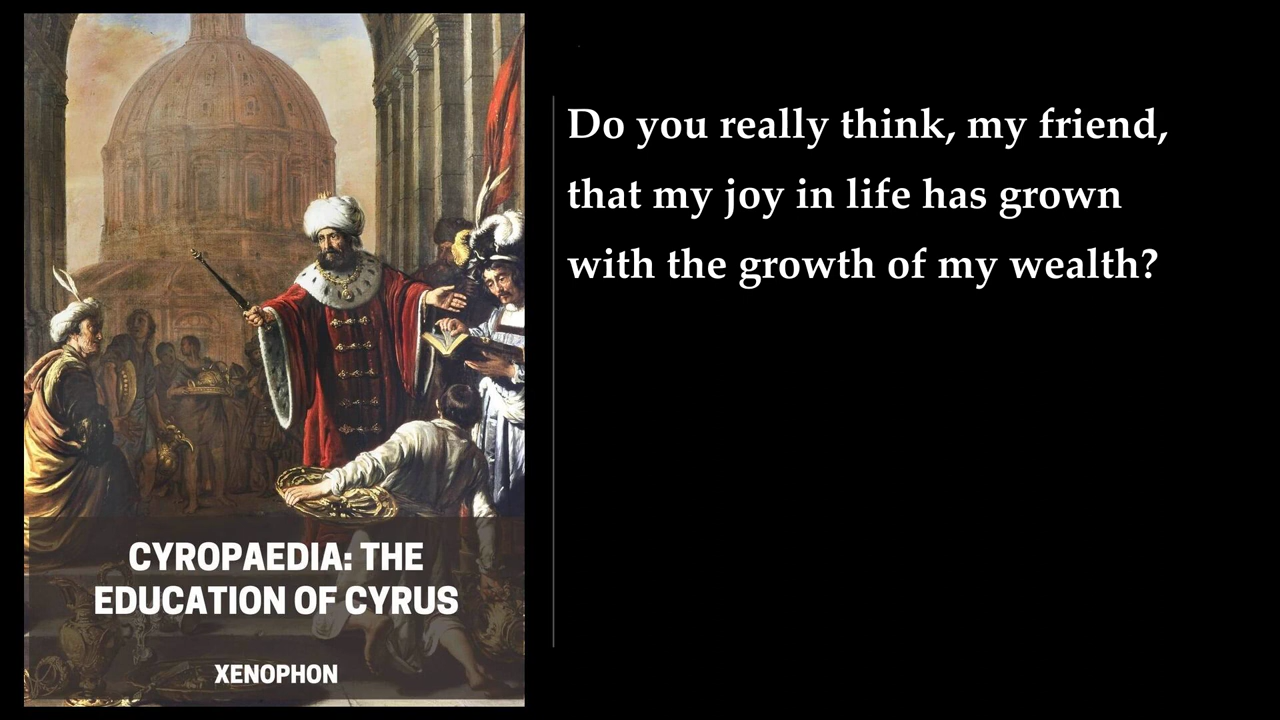 CYROPAEDIA: THE
EDUCATION OF CYRUS
XENOPHON
Do you really think, my friend,
that my joy in life has grown
with the growth of my wealth?